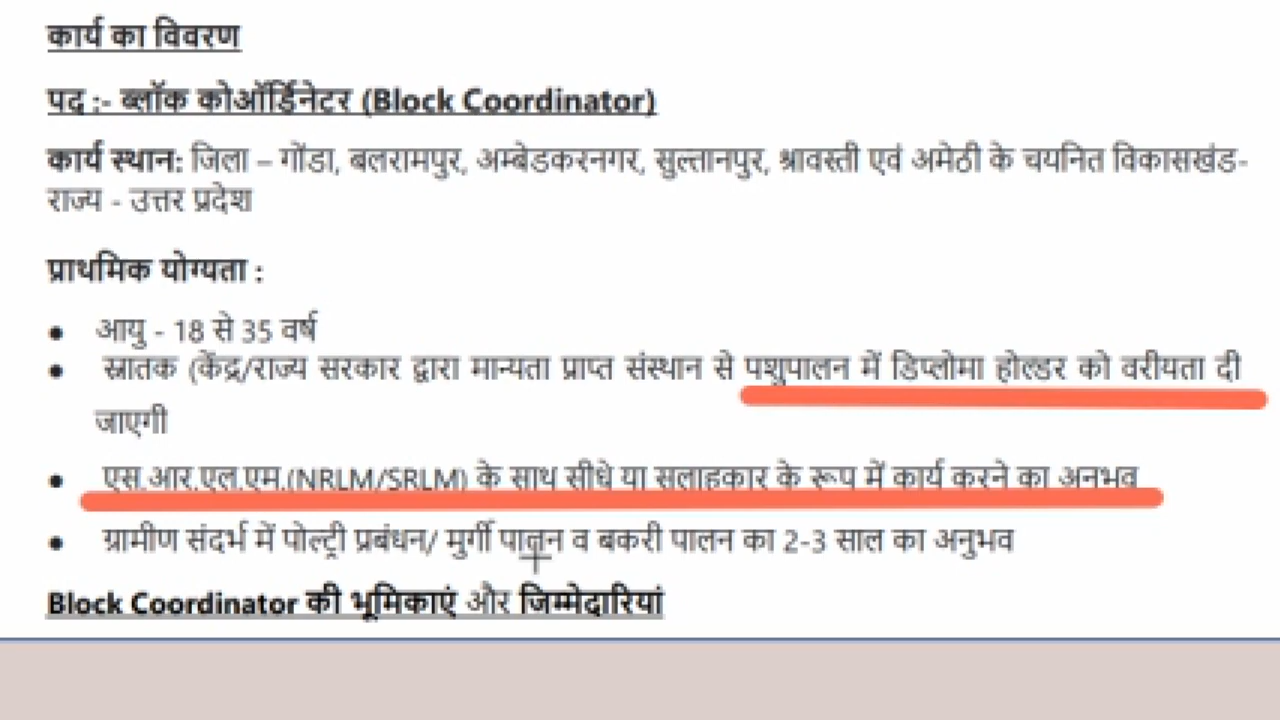 कार्य का विवरण
पद :- ब्लॉक कोऑर्डिनेटर (Block Coordinator)
कार्य स्थान: जिला – गोंडा, बलरामपुर, अम्बेडकरनगर, सुल्तानपुर, श्रावस्ती एवं अमेठी के चयनित विकासखंड-
राज्य - उत्तर प्रदेश
प्राथमिक योग्यता :
• आयु - 18 से 35 वर्ष
• स्नातक (केंद्र/राज्य सरकार द्वारा मान्यता प्राप्त संस्थान से पशुपालन में डिप्लोमा होल्डर को वरीयता दी
जाएगी
• एस.आर.एल.एम.(NRLM/SRLM) के साथ सीधे या सलाहकार के रूप में कार्य करने का अनुभव
• ग्रामीण संदर्भ में पोल्ट्री प्रबंधन/ मुर्गी पालन व बकरी पालन का 2-3 साल का अनुभव
Block Coordinator की भूमिकाएं और जिम्मेदारियां